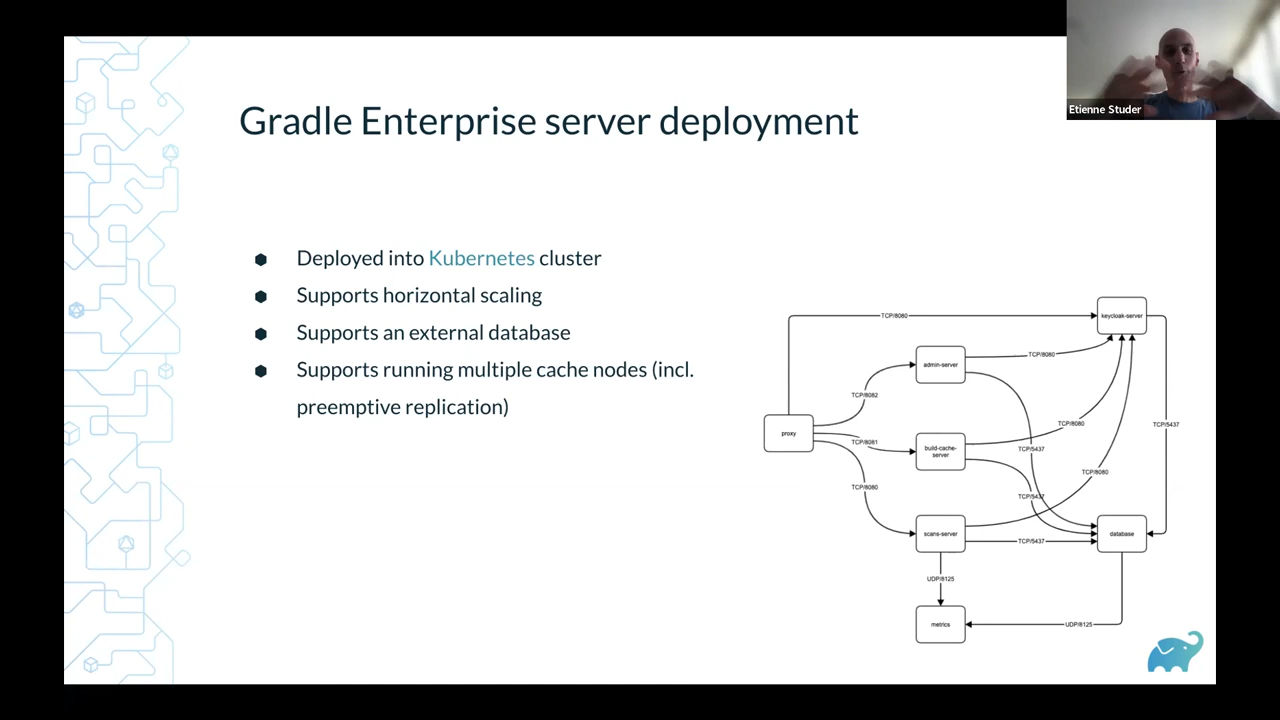 Etienne Studer
Gradle Enterprise server deployment
Deployed into Kubernetes cluster
Supports horizontal scaling
Supports an external database
Supports running multiple cache nodes (incl.
preemptive replication)
TCP/8080
keycloak-server
admin-server
TCP/8080
TCP/8082
TCP/8080
TCP/5437
proxy
TCP/8081
build-cache-
server
TCP/5437
TCP/8080
TCP/8080
TCP/5437
scans-server
TCP/5437
database
UDP/8125
metrics
UDP/8125